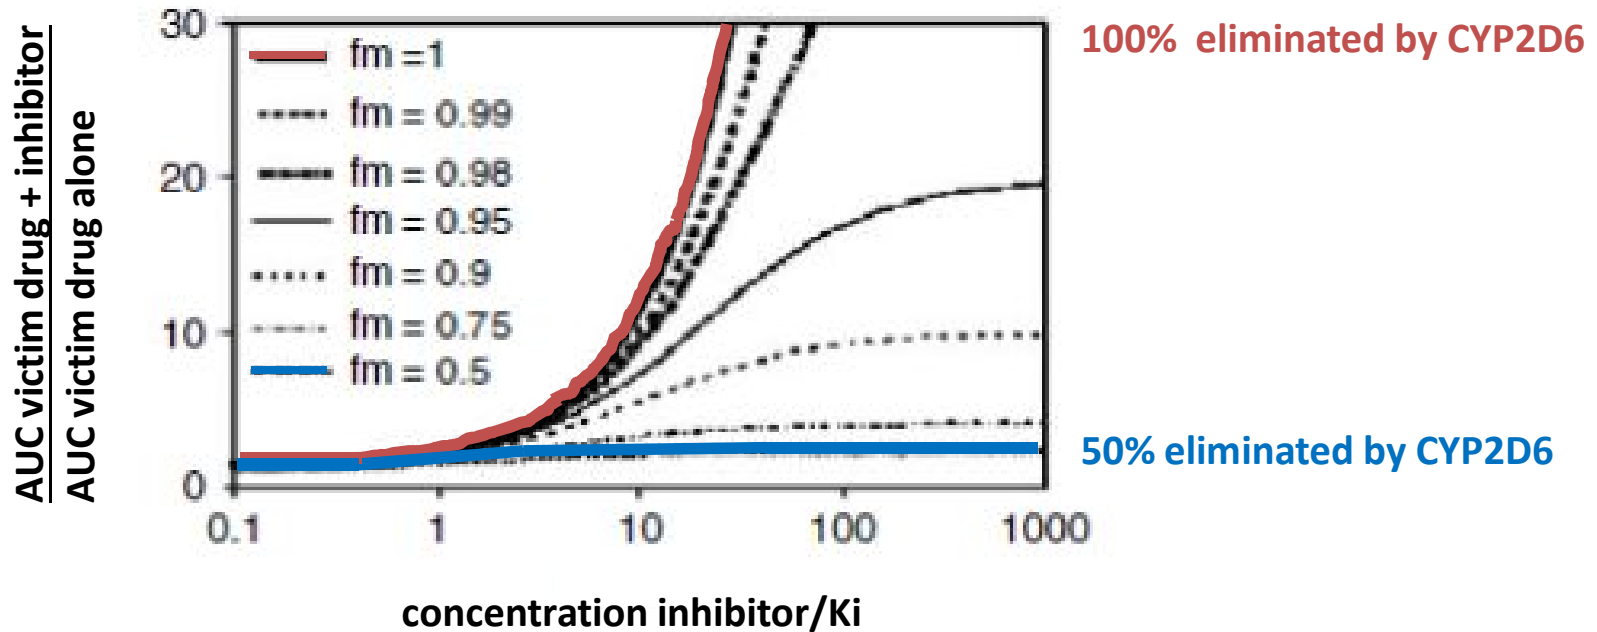 AUC victim drug + inhibitor
AUC victim drug alone
30
20
10
0
fm =1
fm = 0.99
fm = 0.98
fm = 0.95
fm = 0.9
fm = 0.75
fm = 0.5
100%  eliminated by CYP2D6
50% eliminated by CYP2D6
0.1 1 10 100 1000
concentration inhibitor/Ki